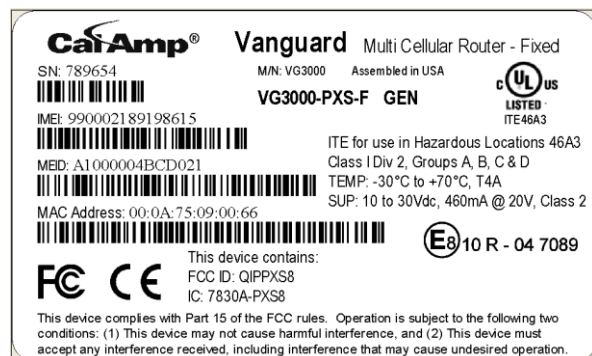 CalAmp® Vanguard Multi Cellular Router - Fixed
SN: 789654
M/N: VG3000 Assembled in USA
VG3000-PXS-F GEN
C UL US
LISTED
ITE46A3
IMEI: 990002189198615
ITE for use in Hazardous Locations 46A3
Class I Div 2, Groups A, B, C & D
TEMP: -30°C to +70°C, T4A
SUP: 10 to 30Vdc, 460mA @ 20V, Class 2
MEID: A1000004BCD021
MAC Address: 00:0A:75:09:00:66
E8 10 R - 04 7089
FC CE
This device contains:
FCC ID: QIPPXS8
IC: 7830A-PXS8
This device complies with Part 15 of the FCC rules. Operation is subject to the following two
conditions: (1) This device may not cause harmful interference, and (2) This device must
accept any interference received, including interference that may cause undesired operation.